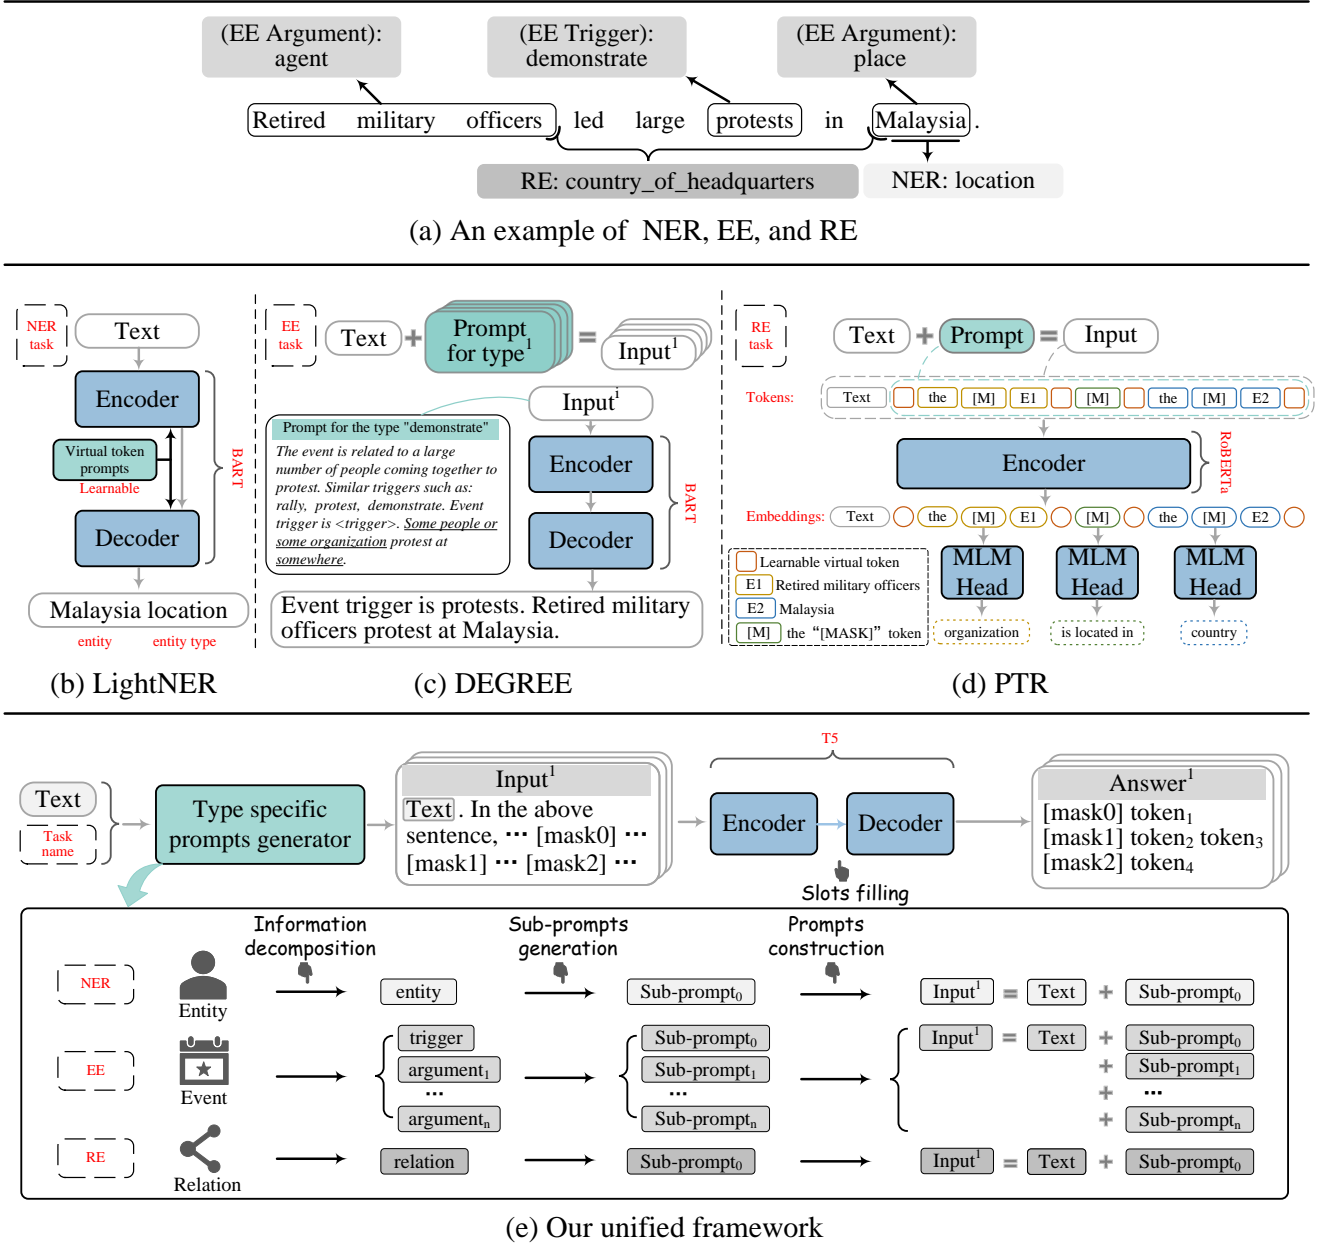 (EE Argument): agent
(EE Trigger): demonstrate
(EE Argument): place
Retired military officers led large protests in Malaysia.
RE: country_of_headquarters
NER: location
(a) An example of NER, EE, and RE
NER task
Text
Encoder
Virtual token prompts
Learnable
BART
Decoder
Malaysia location
entity
entity type
(b) LightNER
EE task
Text + Prompt for type¹ = Input¹
Inputⁱ
Prompt for the type "demonstrate"
The event is related to a large
number of people coming together to
protest. Similar triggers such as:
rally, protest, demonstrate. Event
trigger is <trigger>. Some people or
some organization protest at
somewhere.
Encoder
Decoder
BART
Event trigger is protests. Retired military
officers protest at Malaysia.
(c) DEGREE
RE task
Text + Prompt = Input
Tokens: Text the [M] E1 [M] the [M] E2
Encoder
RoBERTa
Embeddings: Text the [M] E1 [M] the [M] E2
MLM Head
MLM Head
MLM Head
organization
is located in
country
Learnable virtual token
E1 Retired military officers
E2 Malaysia
[M] the “[MASK]” token
(d) PTR
Text
Task name
Type specific
prompts generator
Input¹
Text . In the above
sentence, ··· [mask0] ···
[mask1] ··· [mask2] ···
T5
Encoder
Decoder
Slots filling
Answer¹
[mask0] token₁
[mask1] token₂ token₃
[mask2] token₄
Information decomposition
Sub-prompts generation
Prompts construction
NER
Entity
entity
Sub-prompt₀
Input¹ = Text + Sub-prompt₀
EE
Event
trigger
argument₁
···
argumentₙ
Sub-prompt₀
Sub-prompt₁
···
Sub-promptₙ
Input¹ = Text + Sub-prompt₀
+ Sub-prompt₁
+ ···
+ Sub-promptₙ
RE
Relation
relation
Sub-prompt₀
Input¹ = Text + Sub-prompt₀
(e) Our unified framework